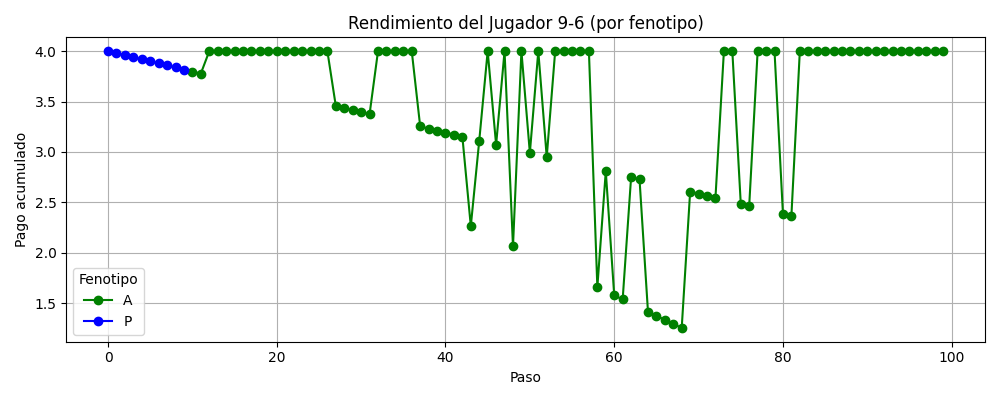 Rendimiento del Jugador 9-6 (por fenotipo)
Pago acumulado
4.0
3.5
3.0
2.5
2.0
1.5
Fenotipo
A
P
0 20 40 60 80 100
Paso